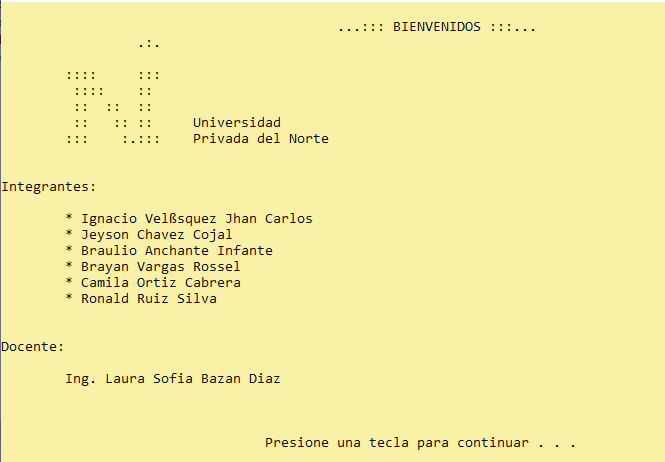 ...::: BIENVENIDOS :::...
.:.
::::     :::
::::    ::
::  ::  ::
::   :: ::     Universidad
:::    :.:::    Privada del Norte
Integrantes:
* Ignacio Velßsquez Jhan Carlos
* Jeyson Chavez Cojal
* Braulio Anchante Infante
* Brayan Vargas Rossel
* Camila Ortiz Cabrera
* Ronald Ruiz Silva
Docente:
Ing. Laura Sofia Bazan Diaz
Presione una tecla para continuar . . .